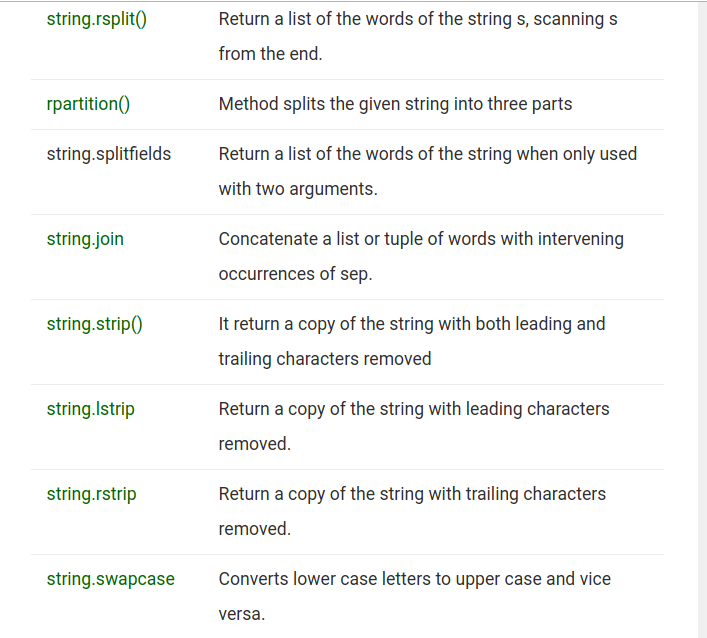 string.rsplit() Return a list of the words of the string s, scanning s
from the end.
rpartition() Method splits the given string into three parts
string.splitfields Return a list of the words of the string when only used
with two arguments.
string.join Concatenate a list or tuple of words with intervening
occurrences of sep.
string.strip() It return a copy of the string with both leading and
trailing characters removed
string.lstrip Return a copy of the string with leading characters
removed.
string.rstrip Return a copy of the string with trailing characters
removed.
string.swapcase Converts lower case letters to upper case and vice
versa.